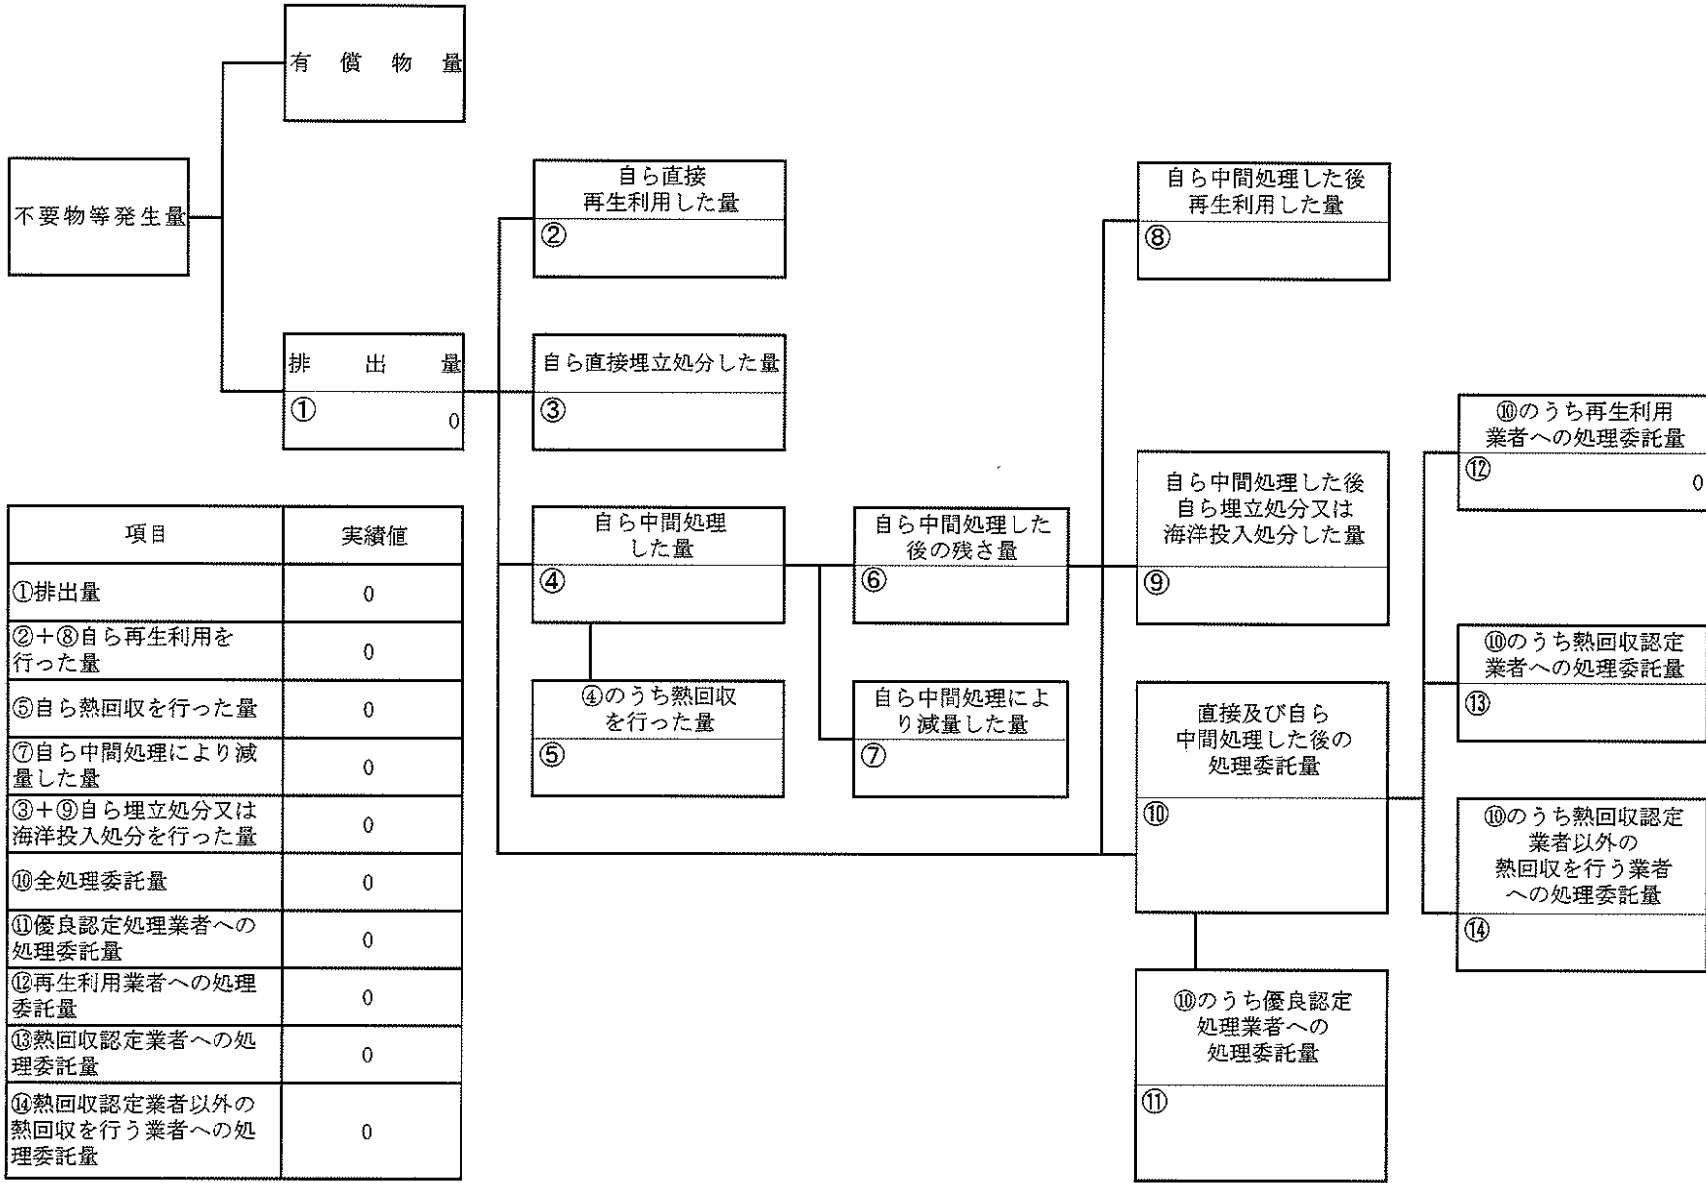 有償物量
不要物等発生量
排出量
①
0
自ら直接
再生利用した量
②
自ら直接埋立処分した量
③
自ら中間処理
した量
④
④のうち熱回収
を行った量
⑤
自ら中間処理した
後の残さ量
⑥
自ら中間処理によ
り減量した量
⑦
自ら中間処理した後
再生利用した量
⑧
自ら中間処理した後
自ら埋立処分又は
海洋投入処分した量
⑨
直接及び自ら
中間処理した後の
処理委託量
⑩
⑩のうち優良認定
処理業者への
処理委託量
⑪
⑩のうち再生利用
業者への処理委託量
⑫
0
⑩のうち熱回収認定
業者への処理委託量
⑬
⑩のうち熱回収認定
業者以外の
熱回収を行う業者
への処理委託量
⑭
項目 実績値
①排出量 0
②+⑧自ら再生利用を
行った量 0
⑤自ら熱回収を行った量 0
⑦自ら中間処理により減
量した量 0
③+⑨自ら埋立処分又は
海洋投入処分を行った量 0
⑩全処理委託量 0
⑪優良認定処理業者への
処理委託量 0
⑫再生利用業者への処理
委託量 0
⑬熱回収認定業者への処
理委託量 0
⑭熱回収認定業者以外の
熱回収を行う業者への処
理委託量 0